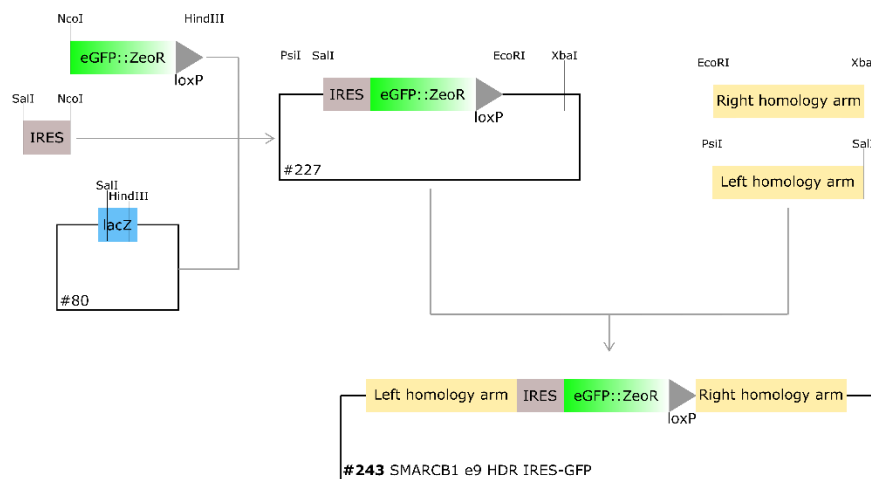 NcoI HindIII
eGFP::ZeoR
loxP
SalI NcoI
IRES
SalI
HindIII
lacZ
#80
PsiI SalI EcoRI XbaI
IRES eGFP::ZeoR
loxP
#227
EcoRI Xba
Right homology arm
PsiI SalI
Left homology arm
Left homology arm IRES eGFP::ZeoR Right homology arm
loxP
#243 SMARCB1 e9 HDR IRES-GFP